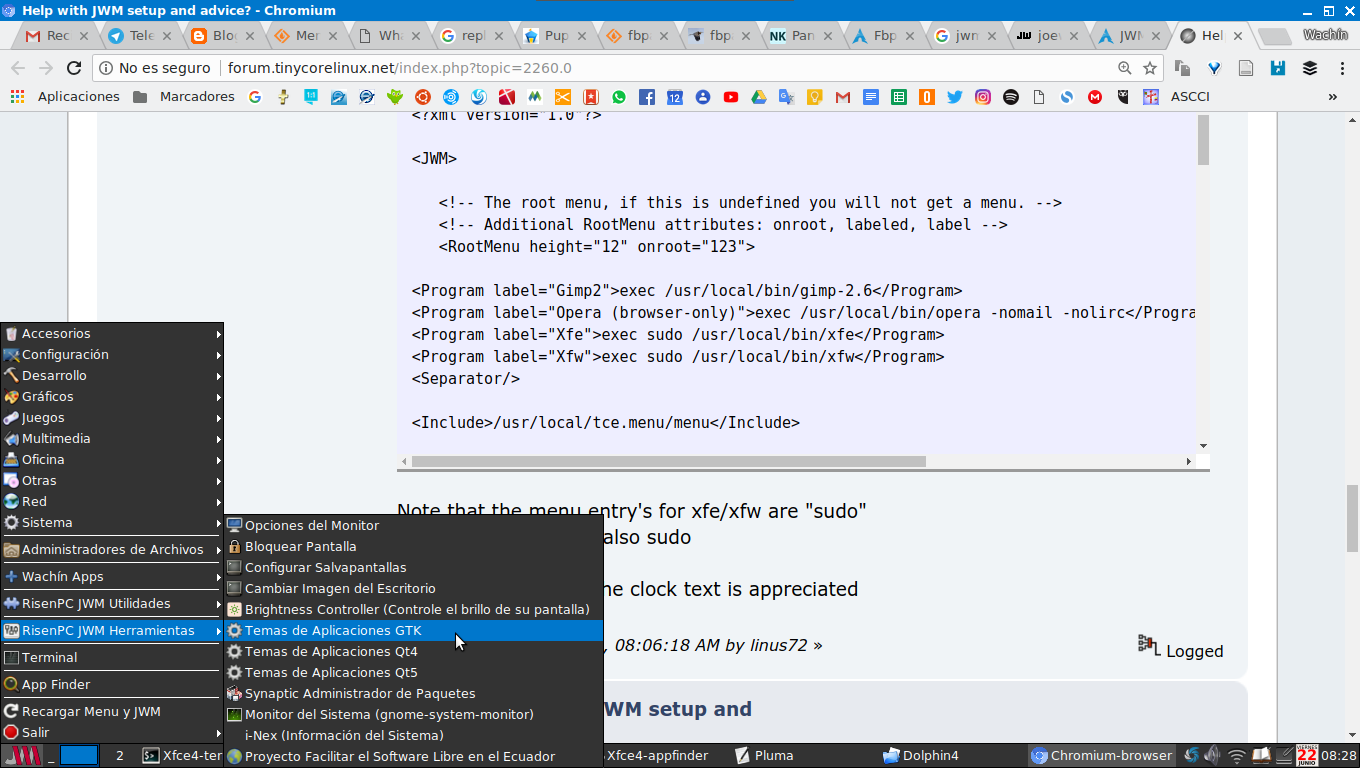 Help with JWM setup and advice? - Chromium
Rec
Tele
Bloc
Mer
Wha
repl
Pup
fbpa
fbpa
NK Pan
Fbp
jwn
JW joev
JWM
Help
Wachín
No es seguro
forum.tinycorelinux.net/index.php?topic=2260.0
Aplicaciones
Marcadores
ASCCI
»
<?xml version="1.0"?>
<JWM>
<!-- The root menu, if this is undefined you will not get a menu. -->
<!-- Additional RootMenu attributes: onroot, labeled, label -->
<RootMenu height="12" onroot="123">
<Program label="Gimp2">exec /usr/local/bin/gimp-2.6</Program>
<Program label="Opera (browser-only)">exec /usr/local/bin/opera -nomail -nolirc</Progra
<Program label="Xfe">exec sudo /usr/local/bin/xfe</Program>
<Program label="Xfw">exec sudo /usr/local/bin/xfw</Program>
<Separator/>
<Include>/usr/local/tce.menu/menu</Include>
Note that the menu entry's for xfe/xfw are "sudo"
also sudo
he clock text is appreciated
, 08:06:18 AM by linus72 »
Logged
WM setup and
Accesorios
Configuración
Desarrollo
Gráficos
Juegos
Multimedia
Oficina
Otras
Red
Sistema
Administradores de Archivos
Wachín Apps
RisenPC JWM Utilidades
RisenPC JWM Herramientas
Terminal
App Finder
Recargar Menu y JWM
Salir
Opciones del Monitor
Bloquear Pantalla
Configurar Salvapantallas
Cambiar Imagen del Escritorio
Brightness Controller (Controle el brillo de su pantalla)
Temas de Aplicaciones GTK
Temas de Aplicaciones Qt4
Temas de Aplicaciones Qt5
Synaptic Administrador de Paquetes
Monitor del Sistema (gnome-system-monitor)
i-Nex (Información del Sistema)
Proyecto Facilitar el Software Libre en el Ecuador
_
2
Xfce4-ter
Xfce4-appfinder
Pluma
Dolphin4
Chromium-browser
VIERNES
22
JUNIO
08:28